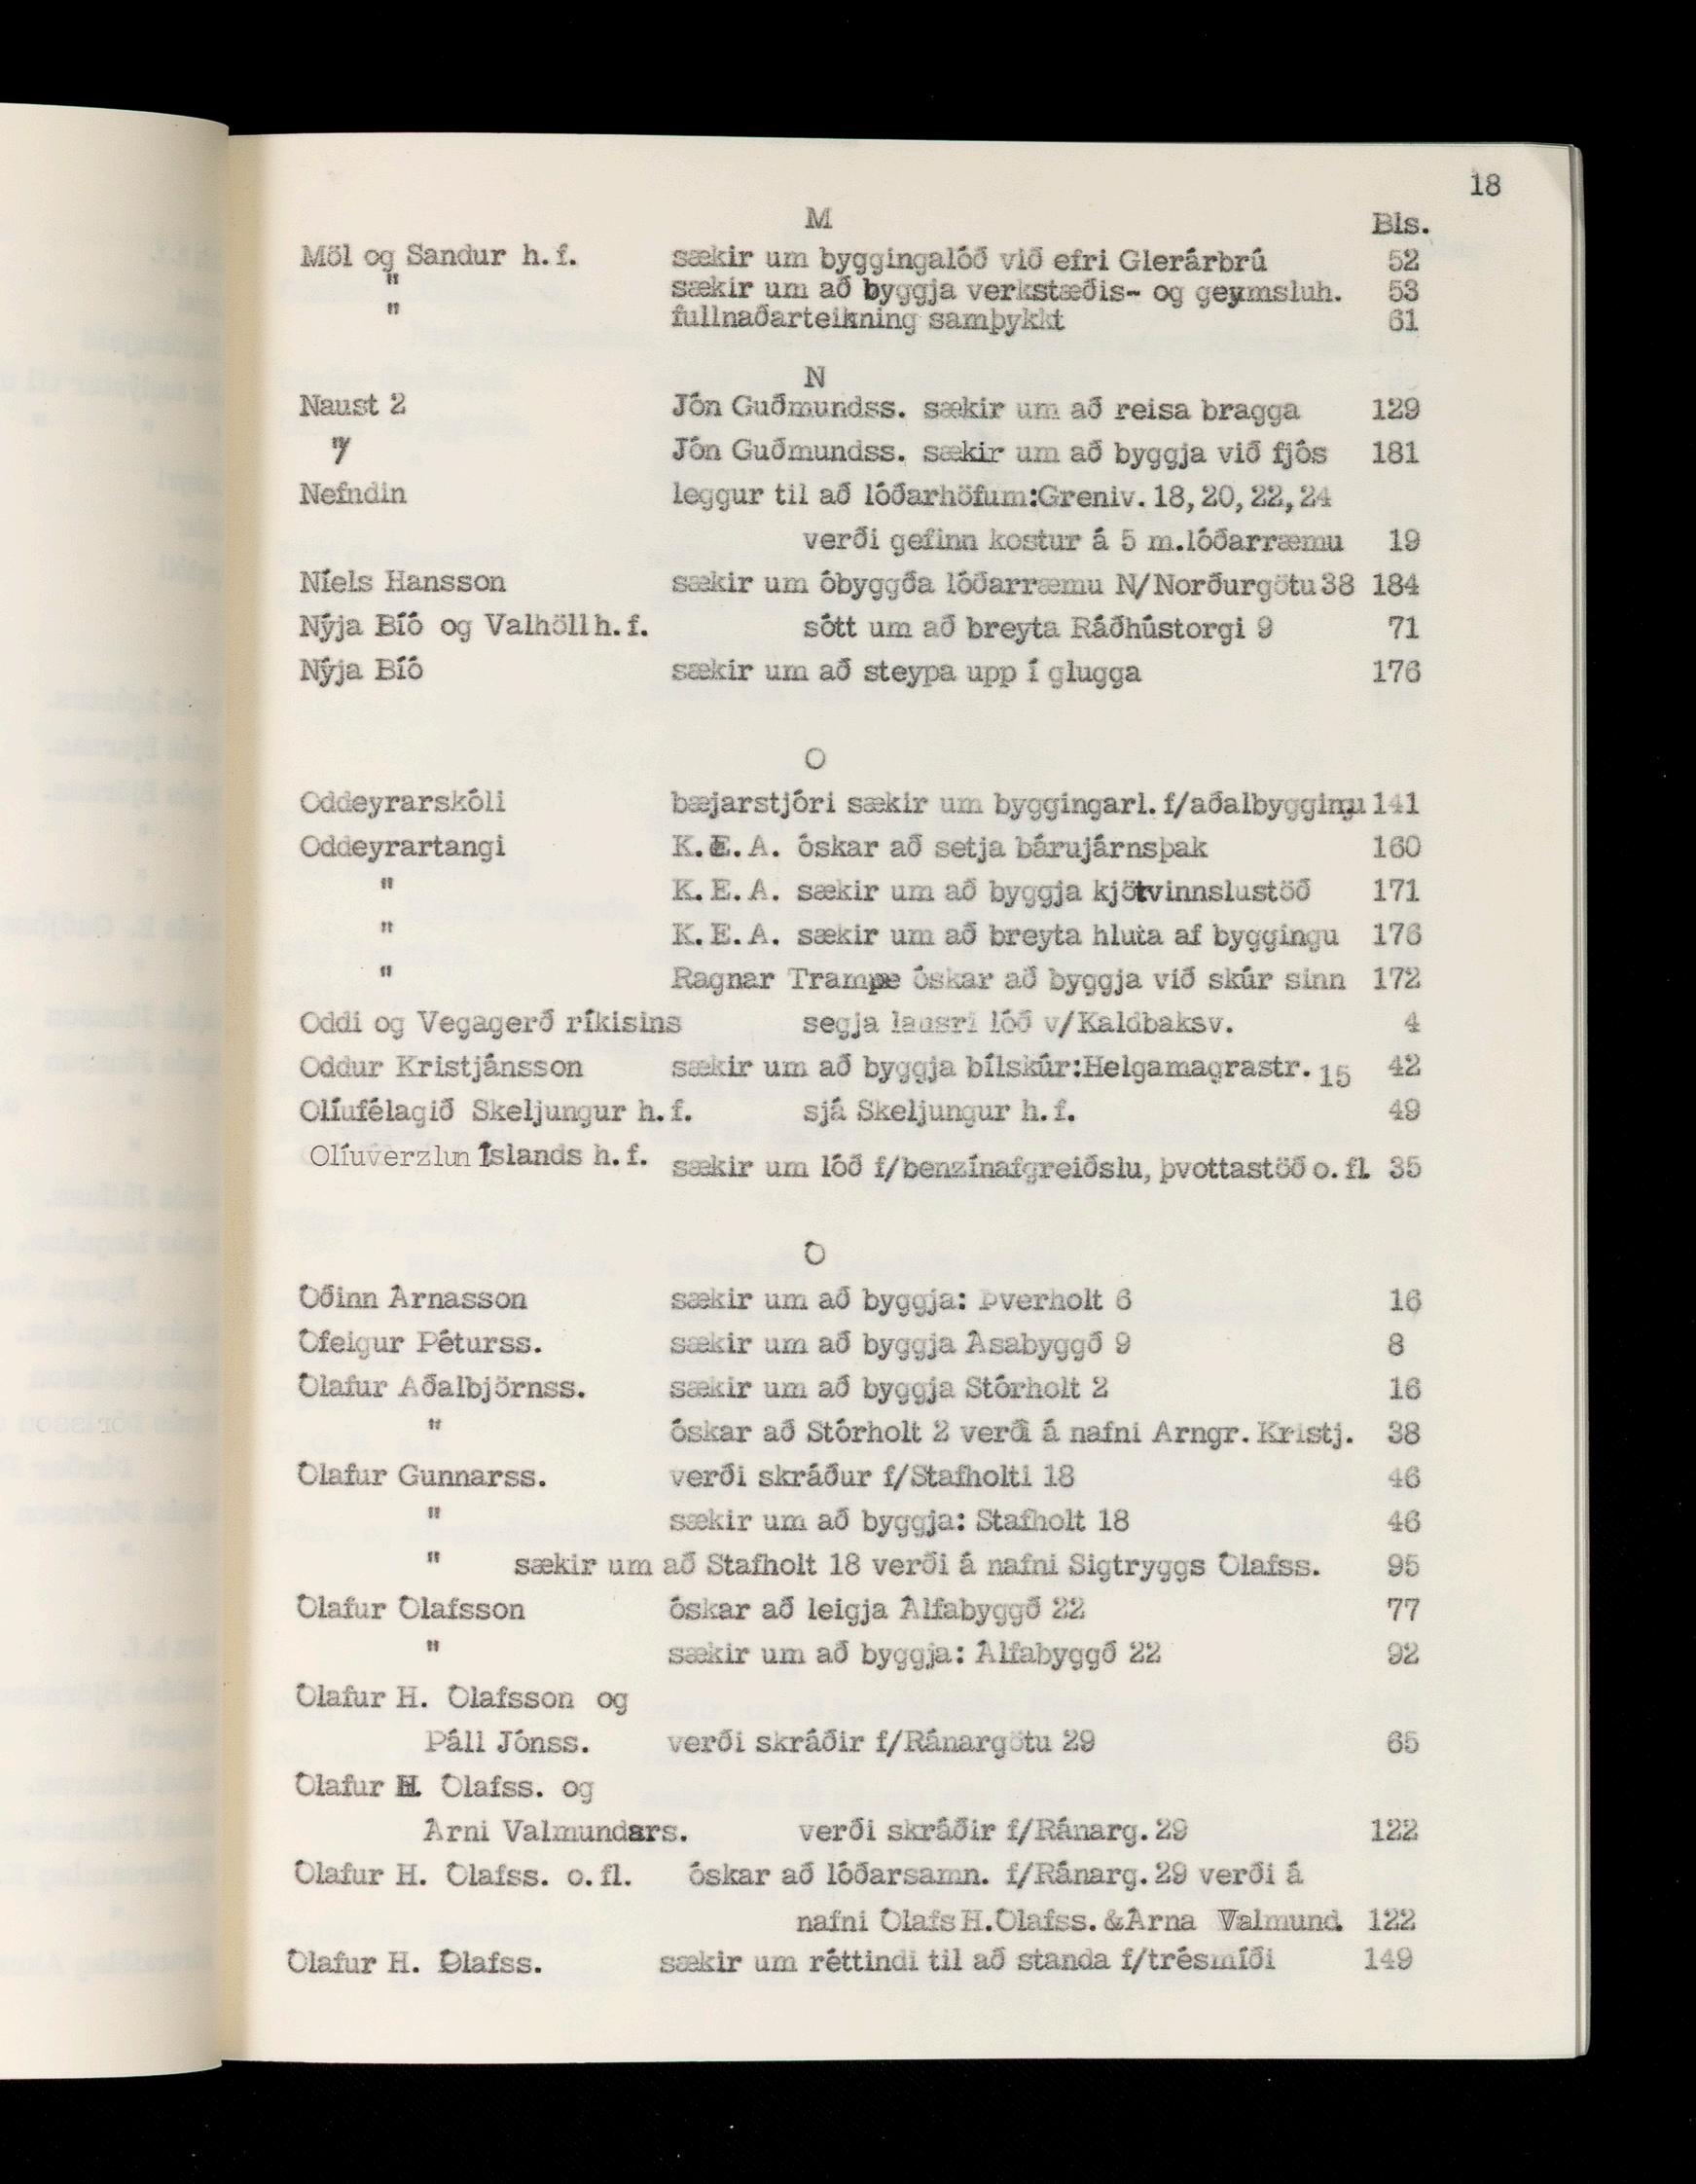 18
M
Bls.
Möl og Sandur h.f. sækir um byggingalóð við efri Glerárbrú 52
" sækir um að byggja verkstæðis- og geymsluh. 53
" fullnaðarteikning samþykkt 61
N
Naust 2 Jón Guðmundss. sækir um að reisa bragga 129
" Jón Guðmundss. sækir um að byggja við fjós 181
Nefndin leggur til að lóðarhöfum:Greniv. 18, 20, 22, 24
verði gefinn kostur á 5 m.lóðarræmu 19
Níels Hansson sækir um óbyggða lóðarræmu N/Norðurgötu 38 184
Nýja Bíó og Valhöll h.f. sótt um að breyta Ráðhústorgi 9 71
Nýja Bíó sækir um að steypa upp í glugga 176
O
Oddeyrarskóli bæjarstjóri sækir um byggingarl. f/aðalbyggingu 141
Oddeyrartangi K.E.A. óskar að setja bárujárnsþak 160
" K.E.A. sækir um að byggja kjötvinnslustöð 171
" K.E.A. sækir um að breyta hluta af byggingu 176
" Ragnar Trampe óskar að byggja við skúr sinn 172
Oddi og Vegagerð ríkisins segja lausri lóð v/Kaldbaksv. 4
Oddur Kristjánsson sækir um að byggja bílskúr:Helgamagrastr. 15 42
Olíufélagið Skeljungur h.f. sjá Skeljungur h.f. 49
Olíuverzlun Íslands h.f. sækir um lóð f/benzínafgreiðslu, þvottastöð o.fl. 35
Ó
Óðinn Árnasson sækir um að byggja: Þverholt 6 16
Ófeigur Péturss. sækir um að byggja Ásabyggð 9 8
Ólafur Aðalbjörnss. sækir um að byggja Stórholt 2 16
" óskar að Stórholt 2 verði á nafni Arngr. Kristj. 38
Ólafur Gunnarss. verði skráður f/Stafholti 18 46
" sækir um að byggja: Stafholt 18 46
" sækir um að Stafholt 18 verði á nafni Sigtryggs Ólafss. 95
Ólafur Ólafsson óskar að leigja Álfabyggð 22 77
" sækir um að byggja: Álfabyggð 22 92
Ólafur H. Ólafsson og
Páll Jónss. verði skráðir f/Ránargötu 29 65
Ólafur H. Ólafss. og
Árni Valmundars. verði skráðir f/Ránarg. 29 122
Ólafur H. Ólafss. o.fl. óskar að lóðarsamn. f/Ránarg. 29 verði á
nafni Ólafs H.Ólafss. & Árna Valmund. 122
Ólafur H. Ólafss. sækir um réttindi til að standa f/trésmíði 149